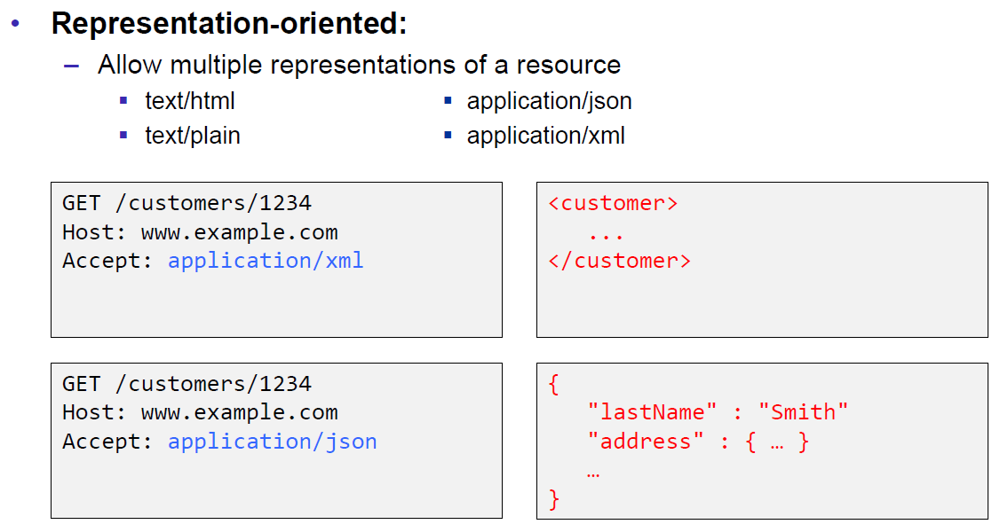 • Representation-oriented:
– Allow multiple representations of a resource
▪ text/html
▪ application/json
▪ text/plain
▪ application/xml
GET /customers/1234
Host: www.example.com
Accept: application/xml
<customer>
...
</customer>
GET /customers/1234
Host: www.example.com
Accept: application/json
{
"lastName" : "Smith"
"address" : { … }
…
}